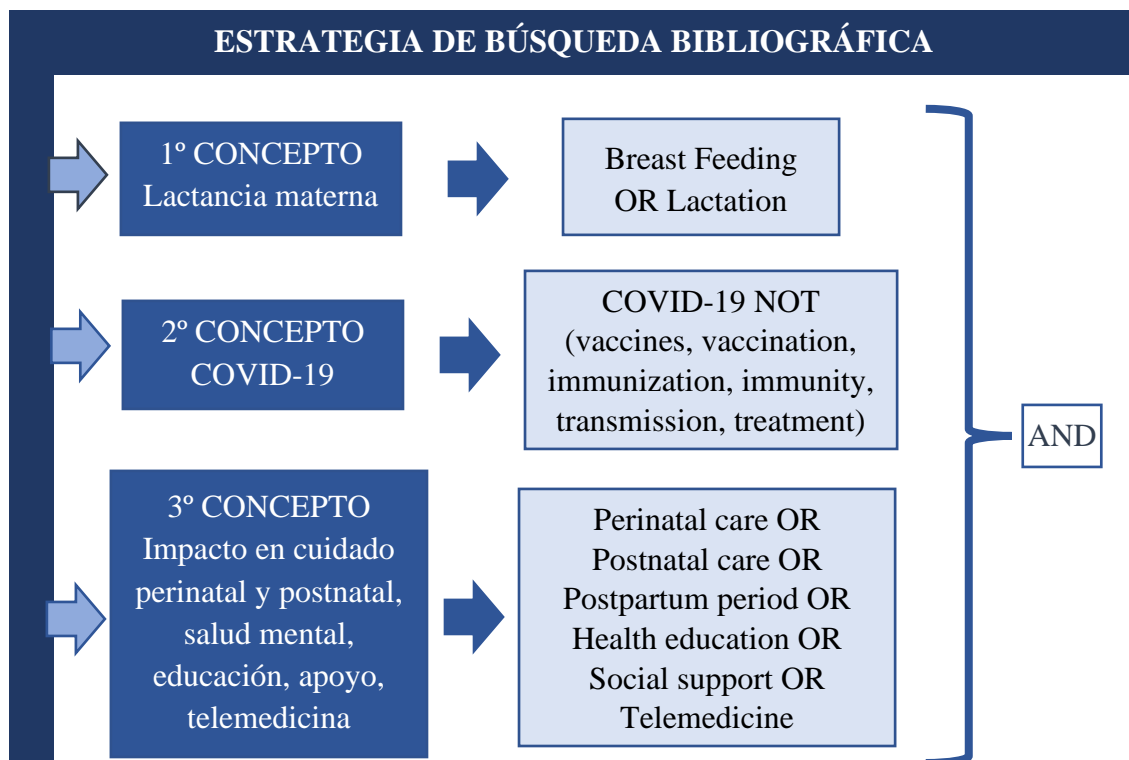 ESTRATEGIA DE BÚSQUEDA BIBLIOGRÁFICA
1º CONCEPTO
Lactancia materna
Breast Feeding
OR Lactation
2º CONCEPTO
COVID-19
COVID-19 NOT
(vaccines, vaccination,
immunization, immunity,
transmission, treatment)
AND
3º CONCEPTO
Impacto en cuidado
perinatal y postnatal,
salud mental,
educación, apoyo,
telemedicina
Perinatal care OR
Postnatal care OR
Postpartum period OR
Health education OR
Social support OR
Telemedicine